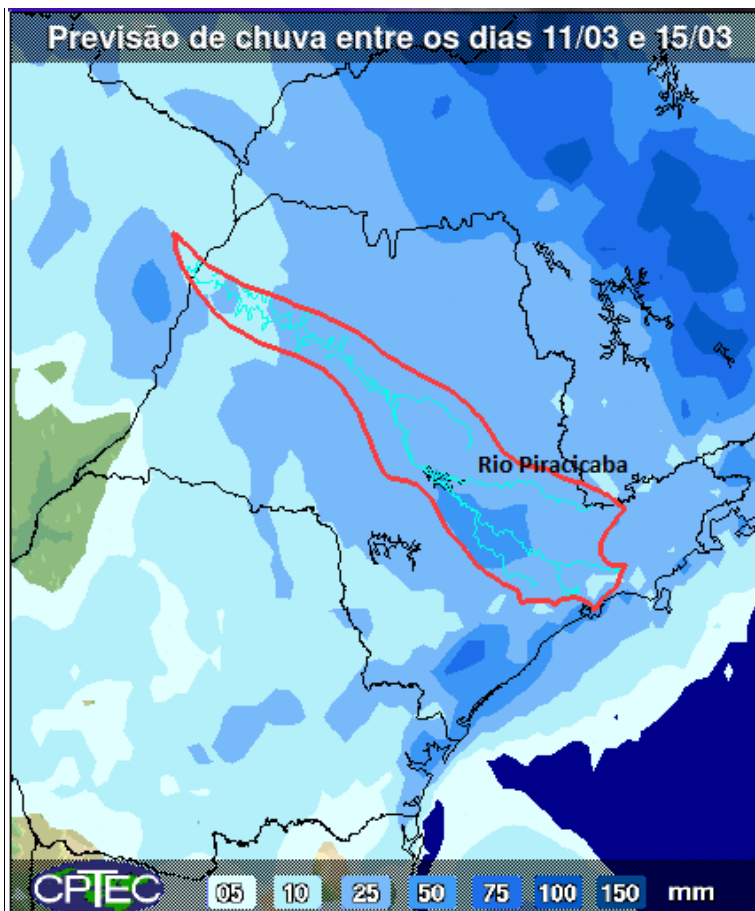 Previsão de chuva entre os dias 11/03 e 15/03
Rio Piracicaba
CPTEC 05 10 25 50 75 100 150 mm